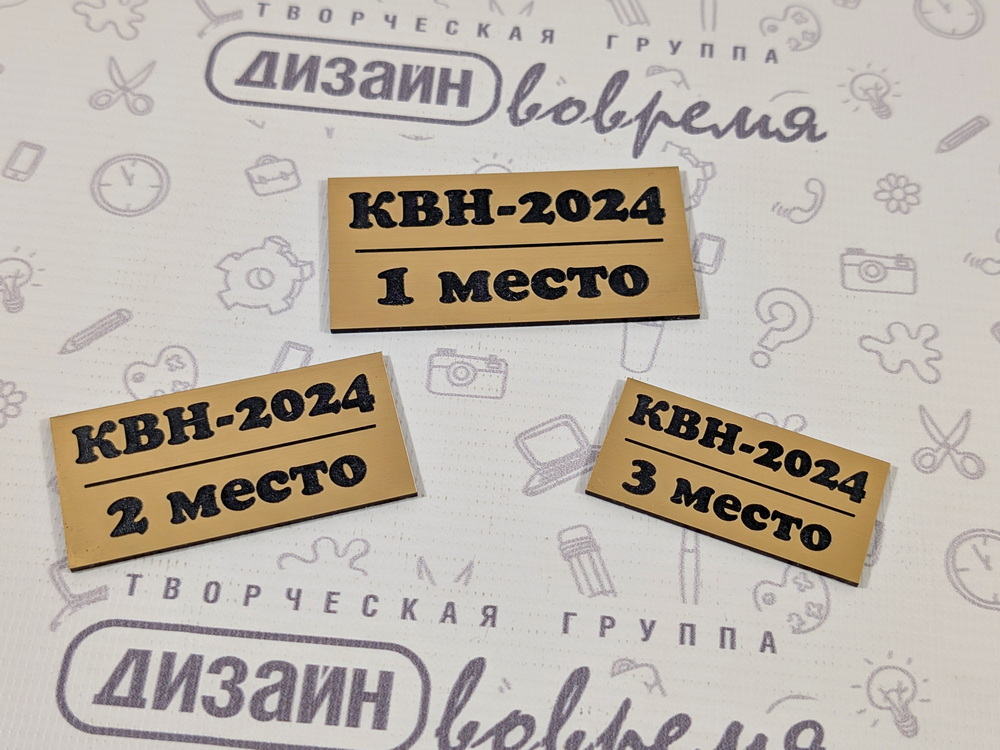 ТВОРЧЕСКАЯ ГРУППА
дизайн вовремя
КВН-2024
1 место
КВН-2024
2 место
КВН-2024
3 место
ТВОРЧЕСКАЯ ГРУППА
дизайн вовремя